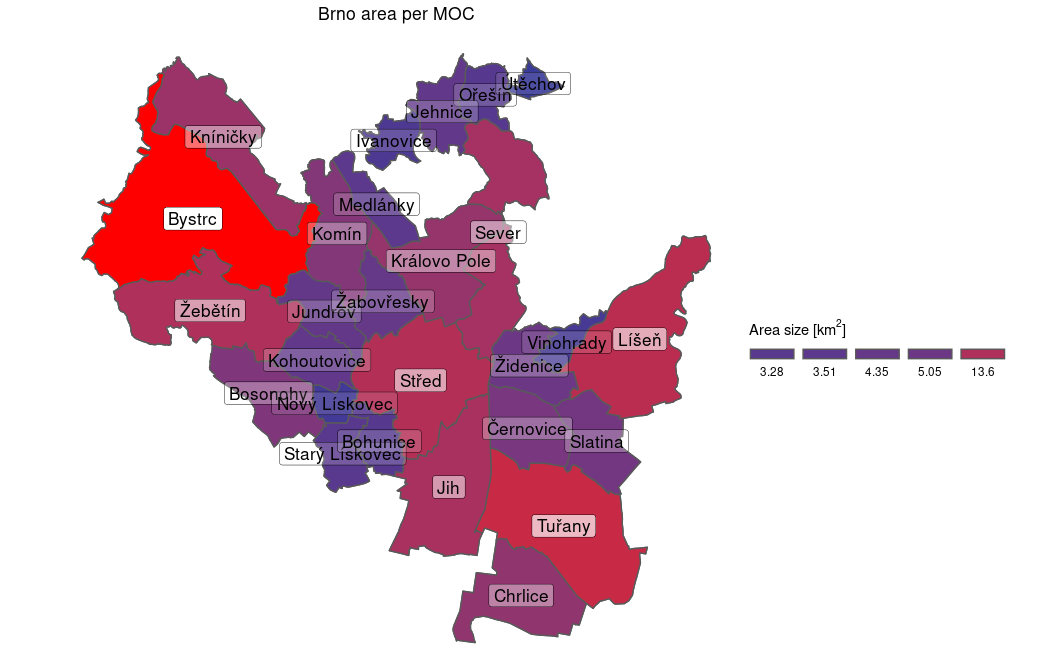 Brno area per MOC
Útěchov
Ořešín
Jehnice
Ivanovice
Kníničky
Medlánky
Bystrc
Sever
Komín
Královo Pole
Žabovřesky
Žebětín
Jundrov
Vinohrady
Líšeň
Kohoutovice
Židenice
Střed
Bosonohy
Nový Lískovec
Černovice
Bohunice
Slatina
Starý Lískovec
Jih
Tuřany
Chrlice
Area size [km²]
3.28 3.51 4.35 5.05 13.6